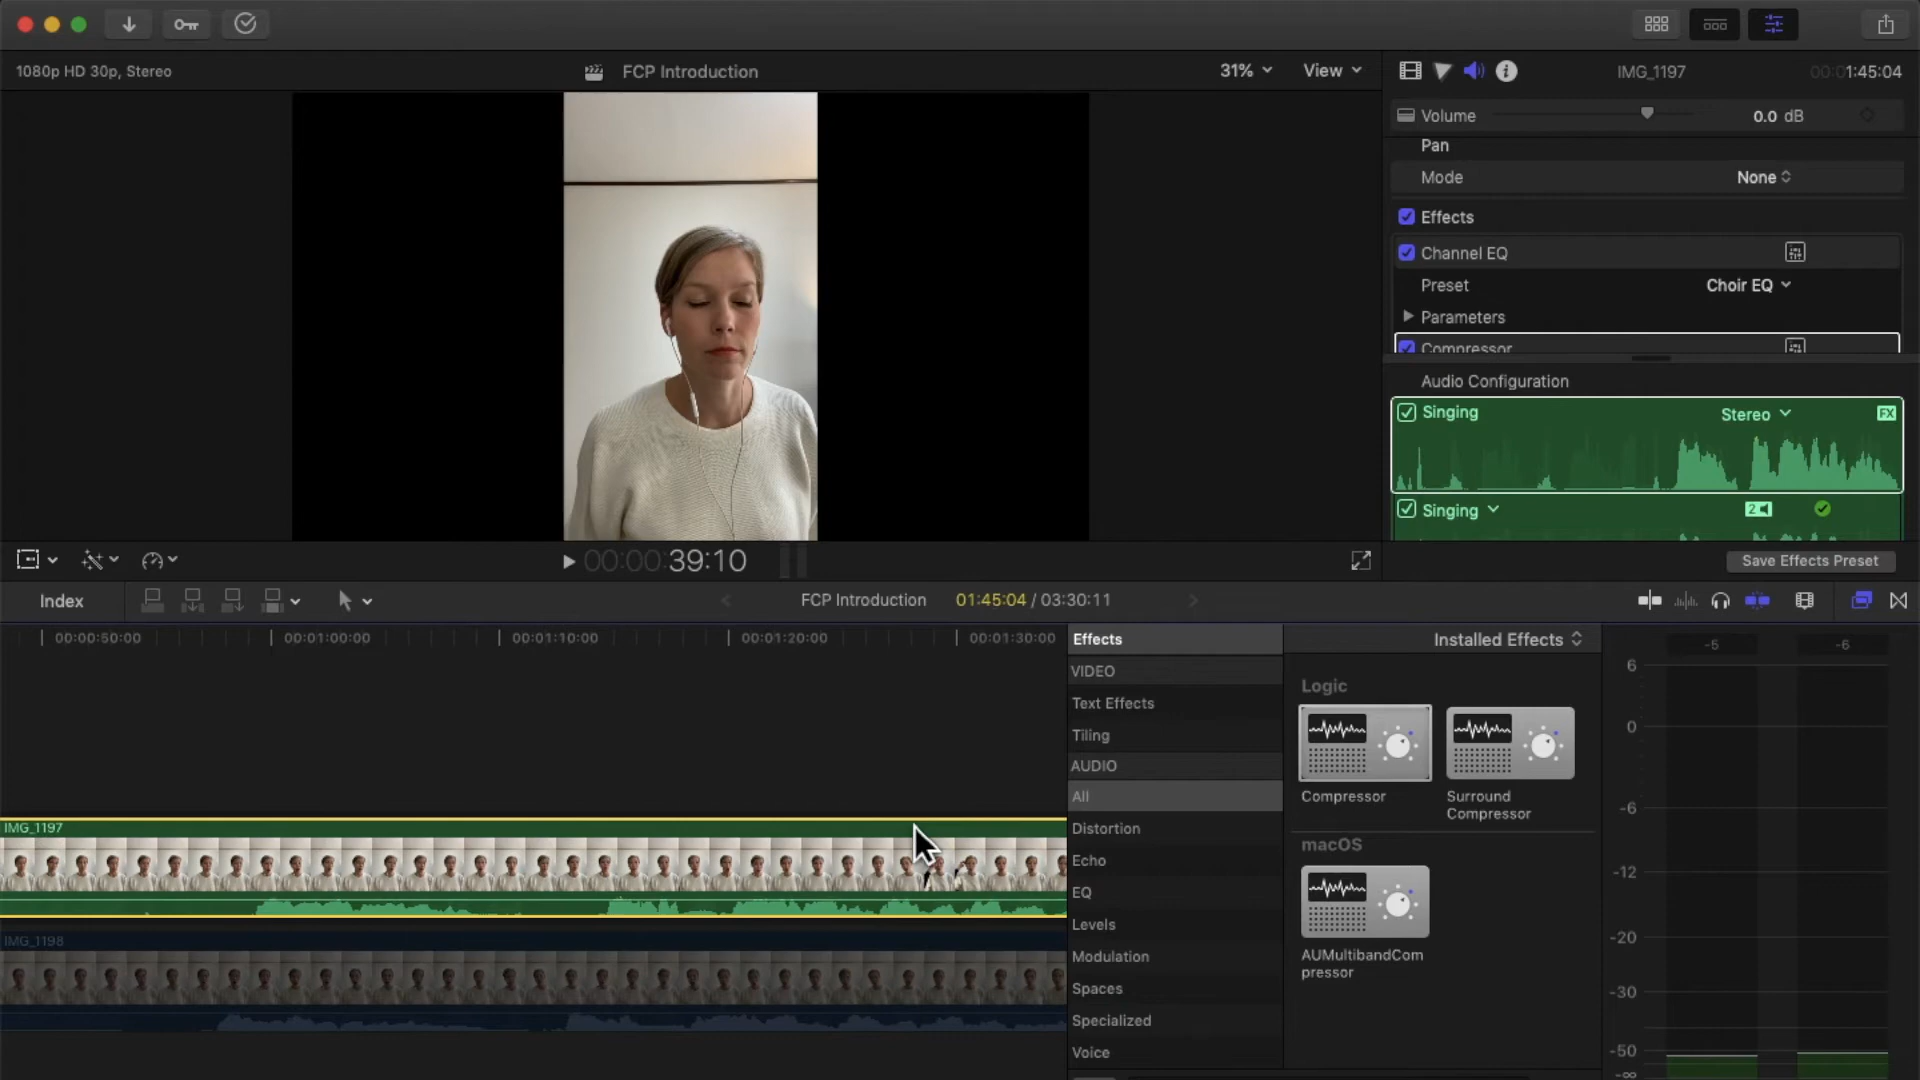 1080p HD 30p, Stereo
FCP Introduction
31%
View
IMG_1197
00:01:45:04
Volume
0.0 dB
Pan
Mode
None
Effects
Channel EQ
Preset
Choir EQ
Parameters
Compressor
Audio Configuration
Singing
Stereo
FX
Singing
2
00:00:39:10
Save Effects Preset
Index
FCP Introduction
01:45:04 / 03:30:11
00:00:50:00
00:01:00:00
00:01:10:00
00:01:20:00
00:01:30:00
Effects
VIDEO
Text Effects
Tiling
AUDIO
All
Distortion
Echo
EQ
Levels
Modulation
Spaces
Specialized
Voice
Installed Effects
Logic
Compressor
Surround
Compressor
macOS
AUMultibandCom
pressor
-5
-6
6
0
-6
-12
-20
-30
-50
-∞
IMG_1197
IMG_1198